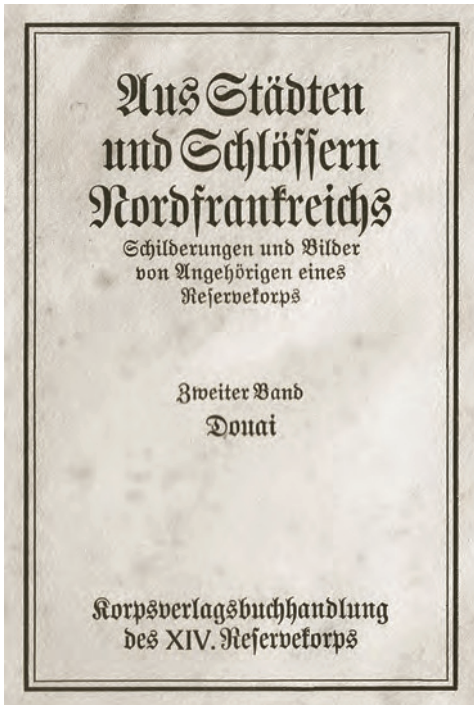 Aus Städten
und Schlössern
Nordfrankreichs
Schilderungen und Bilder
von Angehörigen eines
Reservekorps
Zweiter Band
Douai
Korpsverlagsbuchhandlung
des XIV. Reservekorps